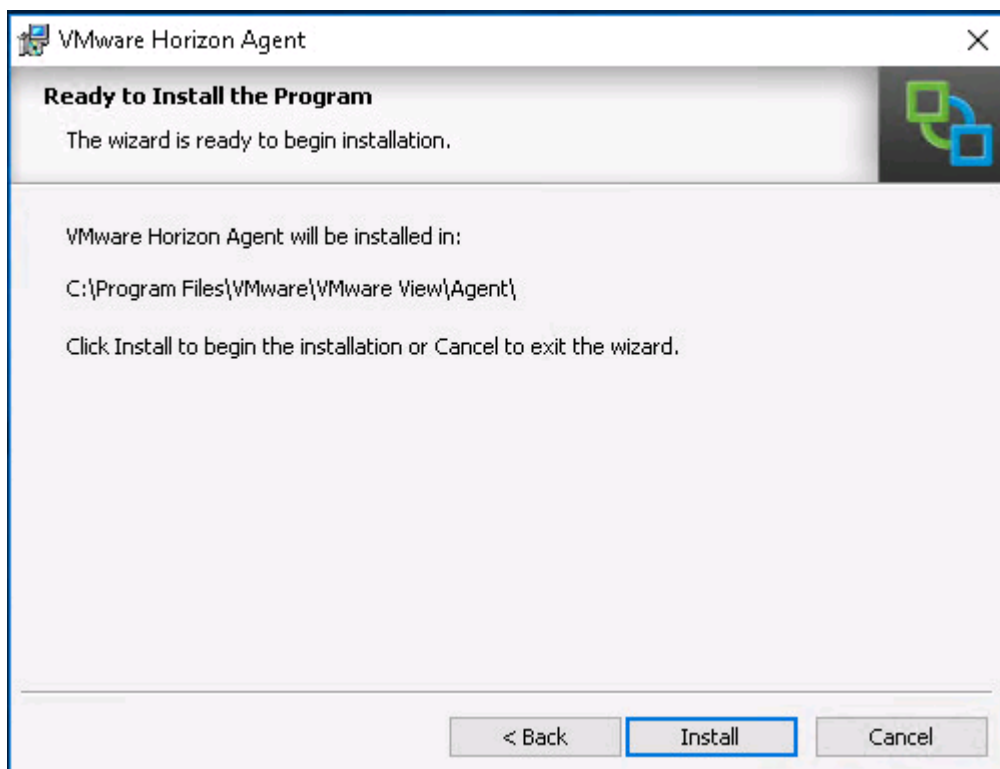 VMware Horizon Agent
Ready to Install the Program
The wizard is ready to begin installation.
VMware Horizon Agent will be installed in:
C:\Program Files\VMware\VMware View\Agent\
Click Install to begin the installation or Cancel to exit the wizard.
< Back Install Cancel